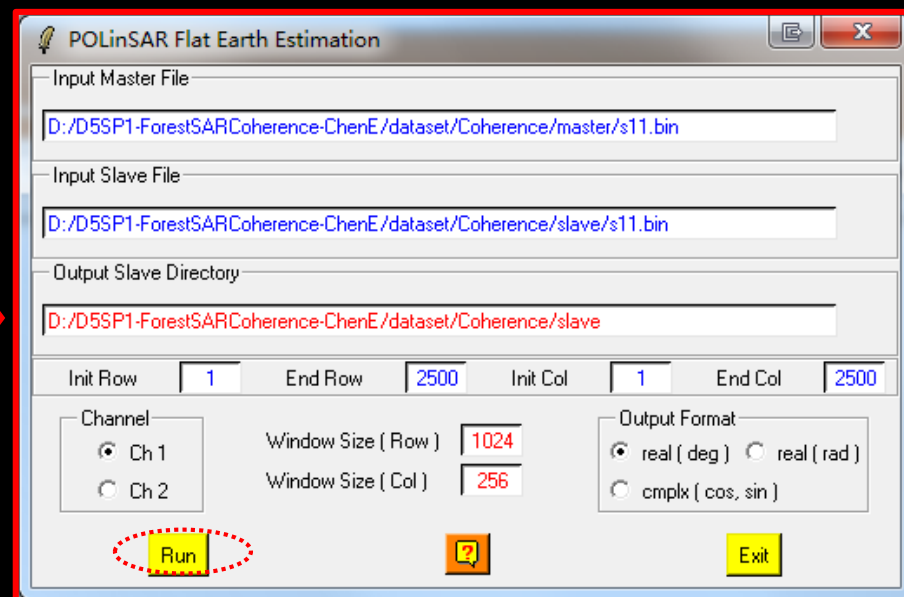 POLinSAR Flat Earth Estimation
Input Master File
D:/D5SP1-ForestSARCoherence-ChenE/dataset/Coherence/master/s11.bin
Input Slave File
D:/D5SP1-ForestSARCoherence-ChenE/dataset/Coherence/slave/s11.bin
Output Slave Directory
D:/D5SP1-ForestSARCoherence-ChenE/dataset/Coherence/slave
Init Row 1 End Row 2500 Init Col 1 End Col 2500
Channel
Ch 1
Ch 2
Window Size ( Row ) 1024
Window Size ( Col ) 256
Output Format
real ( deg ) real ( rad )
cmplx ( cos, sin )
Run ? Exit